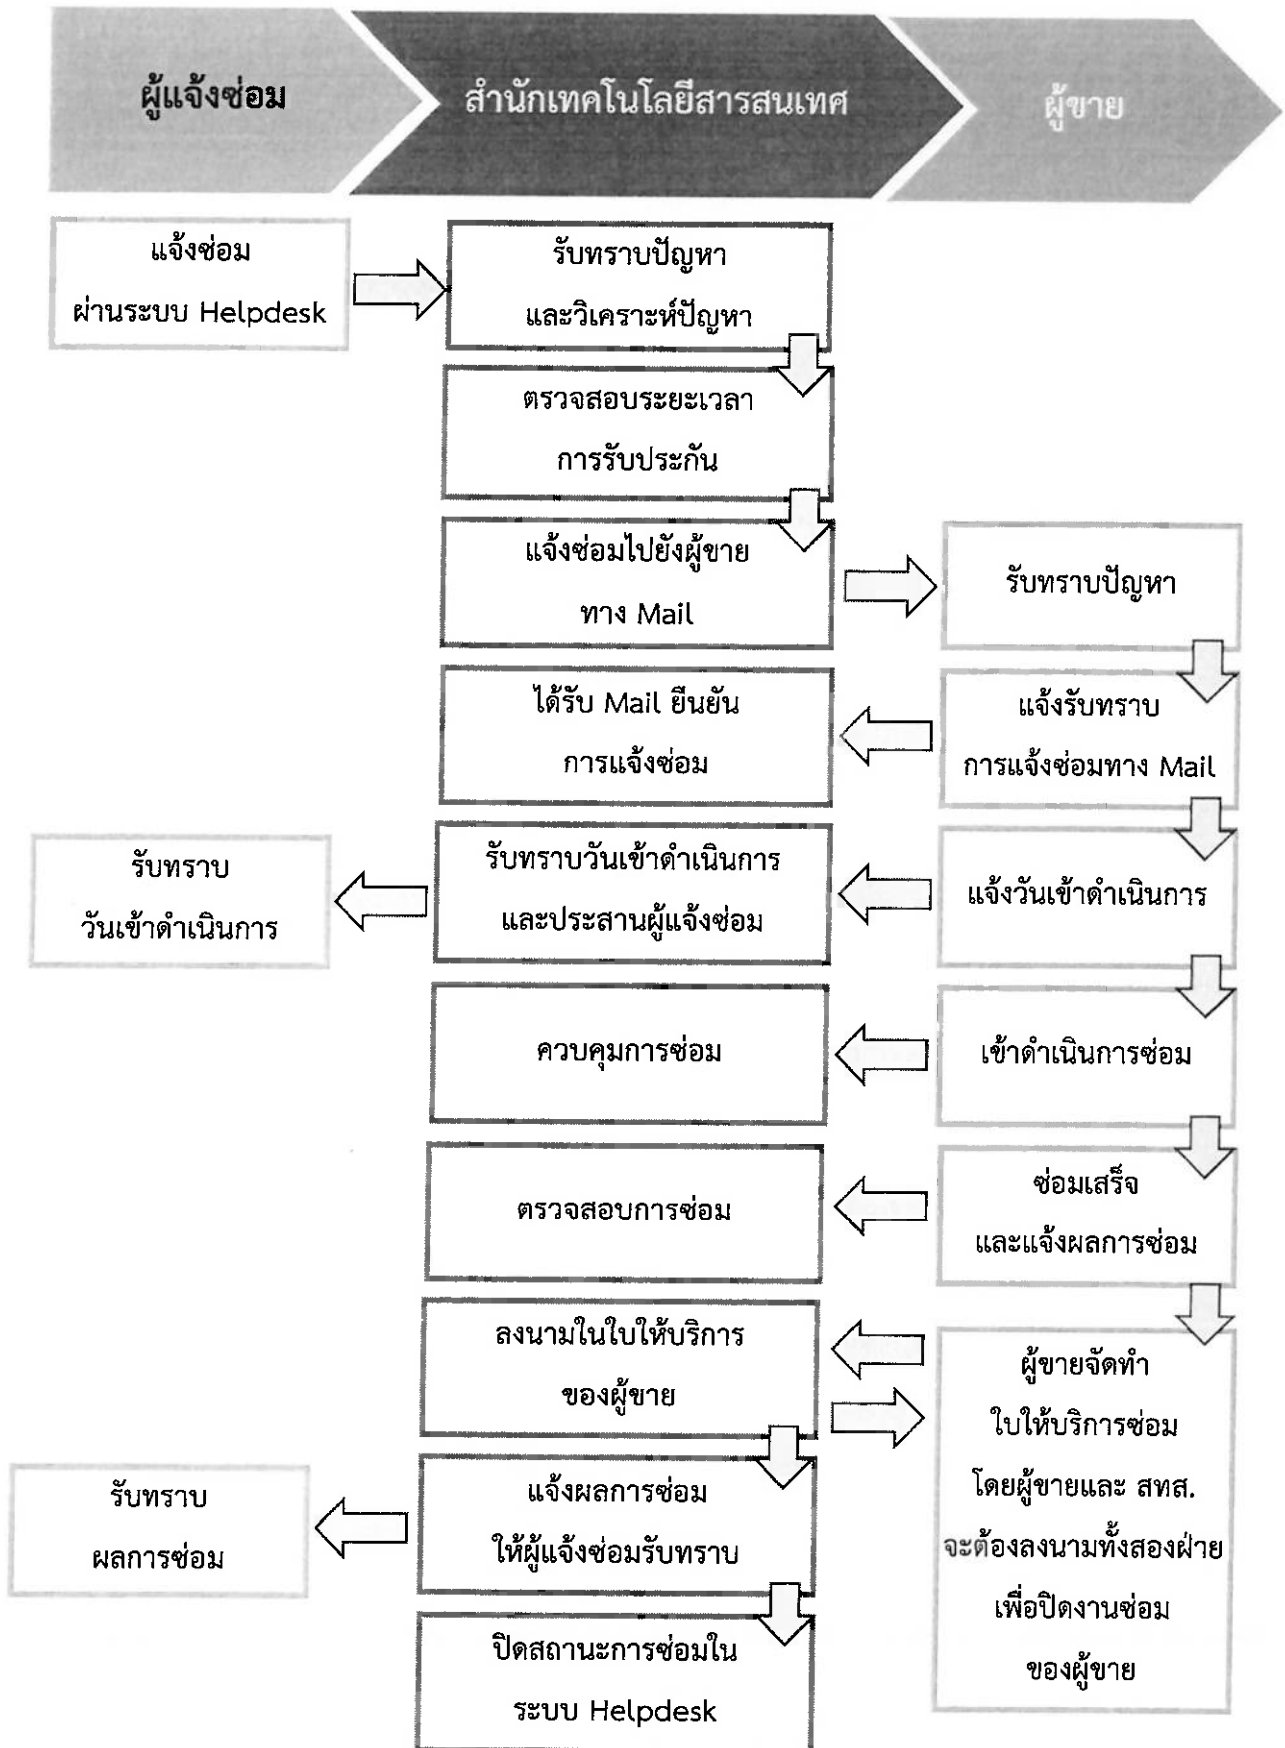 ผู้แจ้งซ่อม
สำนักเทคโนโลยีสารสนเทศ
ผู้ขาย
แจ้งซ่อม
ผ่านระบบ Helpdesk
รับทราบปัญหา
และวิเคราะห์ปัญหา
ตรวจสอบระยะเวลา
การรับประกัน
แจ้งซ่อมไปยังผู้ขาย
ทาง Mail
รับทราบปัญหา
ได้รับ Mail ยืนยัน
การแจ้งซ่อม
แจ้งรับทราบ
การแจ้งซ่อมทาง Mail
รับทราบ
วันเข้าดำเนินการ
รับทราบวันเข้าดำเนินการ
และประสานผู้แจ้งซ่อม
แจ้งวันเข้าดำเนินการ
ควบคุมการซ่อม
เข้าดำเนินการซ่อม
ตรวจสอบการซ่อม
ซ่อมเสร็จ
และแจ้งผลการซ่อม
ลงนามในใบให้บริการ
ของผู้ขาย
ผู้ขายจัดทำ
ใบให้บริการซ่อม
โดยผู้ขายและ สทส.
จะต้องลงนามทั้งสองฝ่าย
เพื่อปิดงานซ่อม
ของผู้ขาย
รับทราบ
ผลการซ่อม
แจ้งผลการซ่อม
ให้ผู้แจ้งซ่อมรับทราบ
ปิดสถานะการซ่อมใน
ระบบ Helpdesk